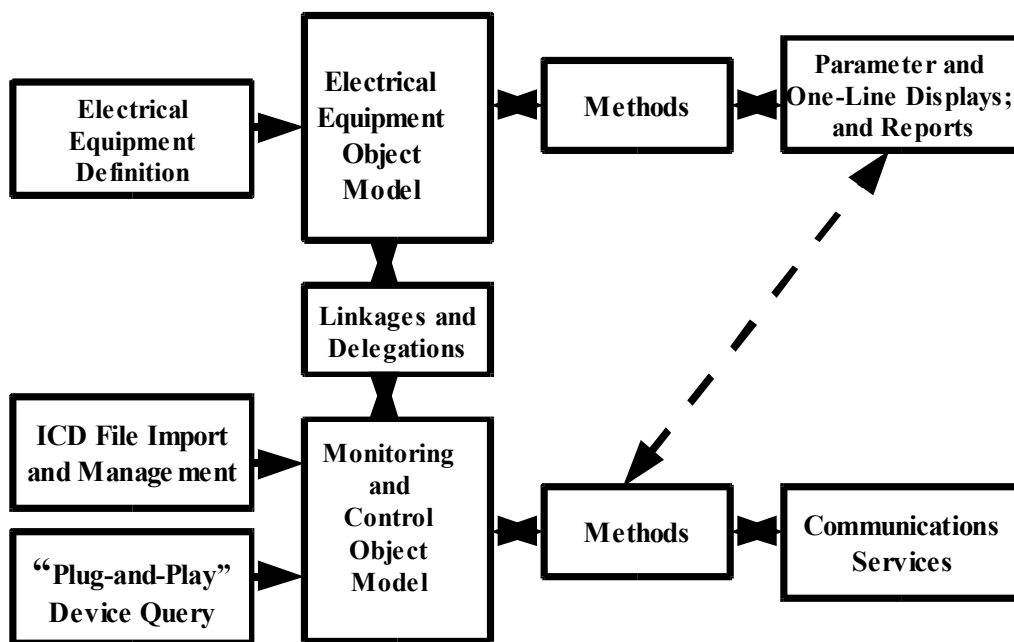 Electrical
Equipment
Definition
Electrical
Equipment
Object
Model
Methods
Parameter and
One-Line Displays;
and Reports
Linkages and
Delegations
ICD File Import
and Management
“Plug-and-Play”
Device Query
Monitoring
and
Control
Object
Model
Methods
Communications
Services